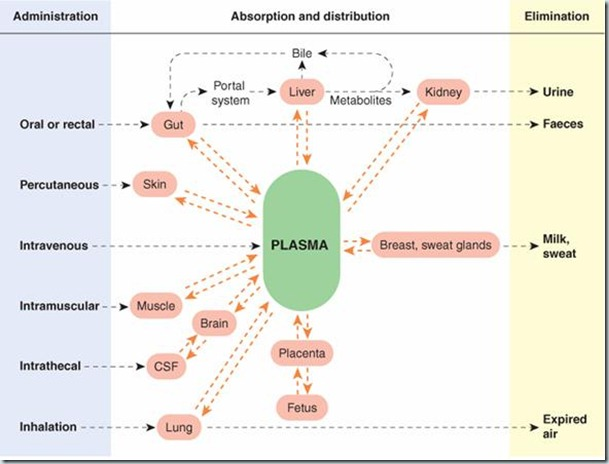 Administration
Absorption and distribution
Elimination
Bile
Portal
system
Liver
Metabolites
Kidney
Urine
Oral or rectal
Gut
Faeces
Percutaneous
Skin
Intravenous
PLASMA
Breast, sweat glands
Milk,
sweat
Intramuscular
Muscle
Brain
Placenta
Intrathecal
CSF
Fetus
Inhalation
Lung
Expired
air